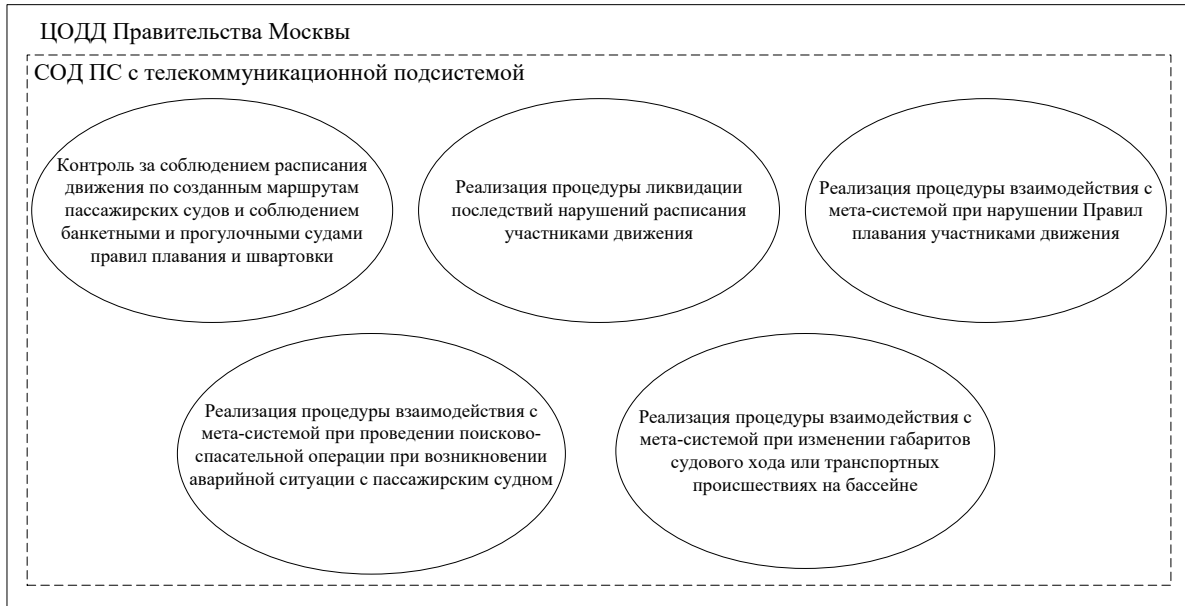 ЦОДД Правительства Москвы
СОД ПС с телекоммуникационной подсистемой
Контроль за соблюдением расписания
движения по созданным маршрутам
пассажирских судов и соблюдением
банкетными и прогулочными судами
правил плавания и швартовки
Реализация процедуры ликвидации
последствий нарушений расписания
участниками движения
Реализация процедуры взаимодействия с
мета-системой при нарушении Правил
плавания участниками движения
Реализация процедуры взаимодействия с
мета-системой при проведении поисково-
спасательной операции при возникновении
аварийной ситуации с пассажирским судном
Реализация процедуры взаимодействия с
мета-системой при изменении габаритов
судового хода или транспортных
происшествиях на бассейне